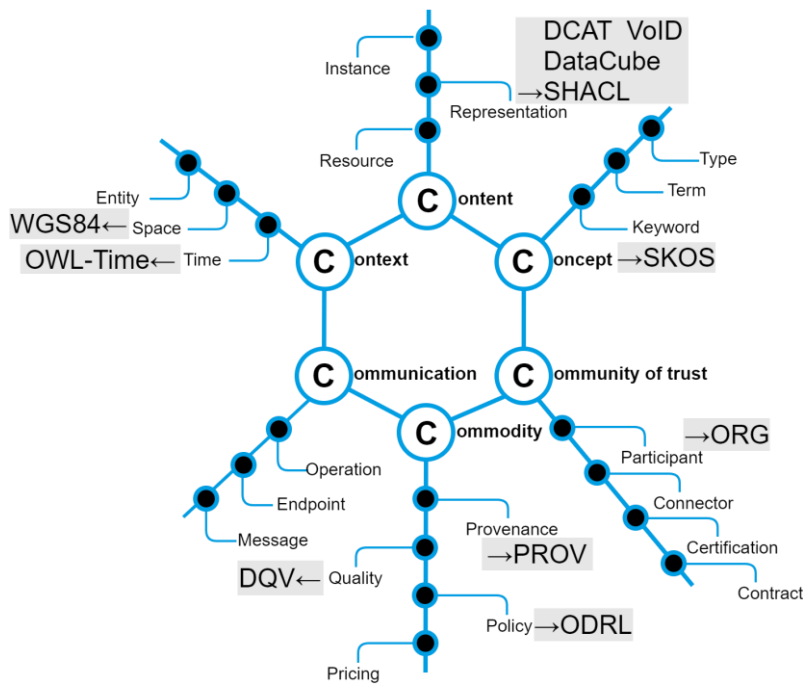 DCAT VoID
DataCube
→SHACL
Instance
Representation
Resource
Type
Term
Keyword
Entity
WGS84← Space
OWL-Time← Time
Content
Context
Concept →SKOS
Communication
Community of trust
Commodity
→ORG
Participant
Operation
Connector
Endpoint
Provenance
Message
→PROV
Certification
DQV← Quality
Contract
Policy →ODRL
Pricing